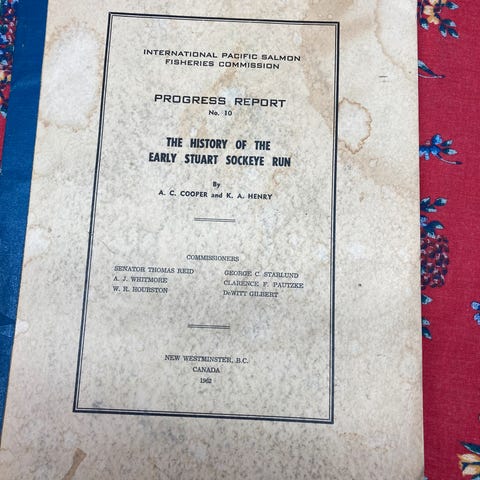 INTERNATIONAL PACIFIC SALMON
FISHERIES COMMISSION
PROGRESS REPORT
No. 10
THE HISTORY OF THE
EARLY STUART SOCKEYE RUN
By
A. C. COOPER and K. A. HENRY
COMMISSIONERS
SENATOR THOMAS REID
A. J. WHITMORE
W. R. HOURSTON
GEORGE C. STARLUND
CLARENCE F. PAUTZKE
DeWITT GILBERT
NEW WESTMINSTER, B.C.
CANADA
1962